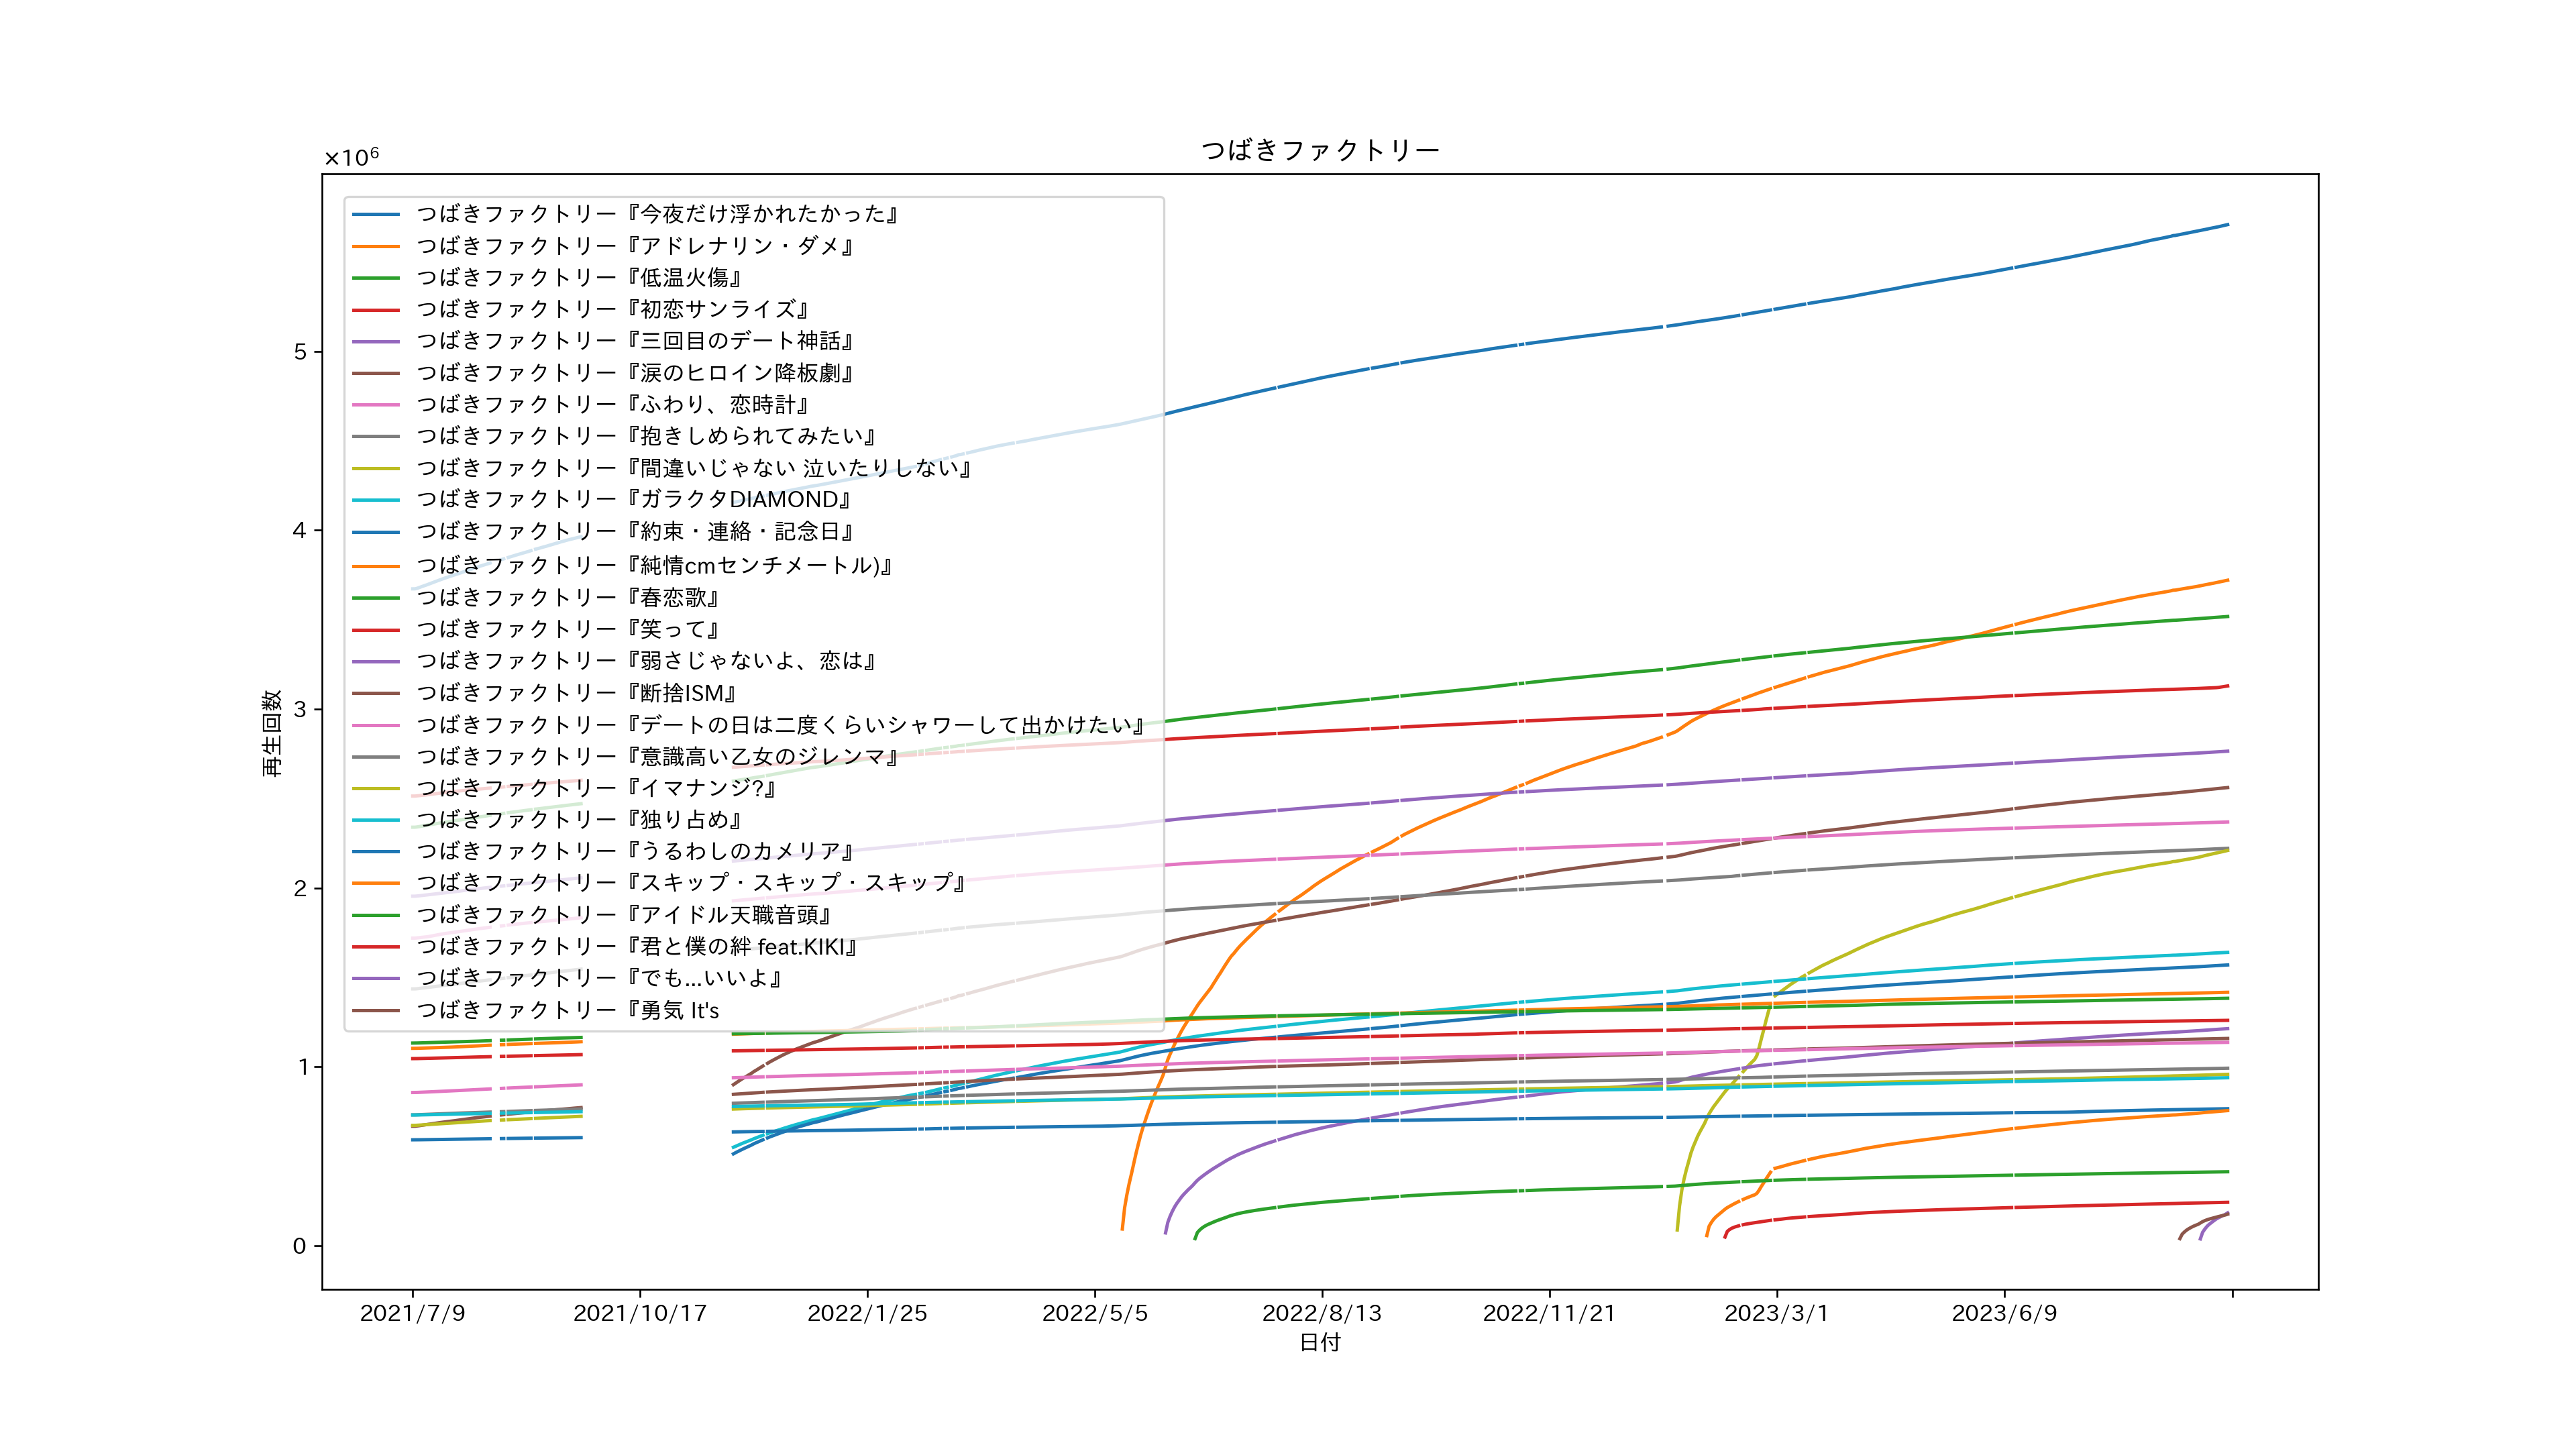 つばきファクトリー
×10⁶
つばきファクトリー『今夜だけ浮かれたかった』
つばきファクトリー『アドレナリン・ダメ』
つばきファクトリー『低温火傷』
つばきファクトリー『初恋サンライズ』
つばきファクトリー『三回目のデート神話』
つばきファクトリー『涙のヒロイン降板劇』
つばきファクトリー『ふわり、恋時計』
つばきファクトリー『抱きしめられてみたい』
つばきファクトリー『間違いじゃない 泣いたりしない』
つばきファクトリー『ガラクタDIAMOND』
つばきファクトリー『約束・連絡・記念日』
つばきファクトリー『純情cmセンチメートル)』
つばきファクトリー『春恋歌』
つばきファクトリー『笑って』
つばきファクトリー『弱さじゃないよ、恋は』
つばきファクトリー『断捨ISM』
つばきファクトリー『デートの日は二度くらいシャワーして出かけたい』
つばきファクトリー『意識高い乙女のジレンマ』
つばきファクトリー『イマナンジ?』
つばきファクトリー『独り占め』
つばきファクトリー『うるわしのカメリア』
つばきファクトリー『スキップ・スキップ・スキップ』
つばきファクトリー『アイドル天職音頭』
つばきファクトリー『君と僕の絆 feat.KIKI』
つばきファクトリー『でも...いいよ』
つばきファクトリー『勇気 It's
5
4
3
2
1
0
再生回数
2021/7/9
2021/10/17
2022/1/25
2022/5/5
2022/8/13
2022/11/21
2023/3/1
2023/6/9
日付